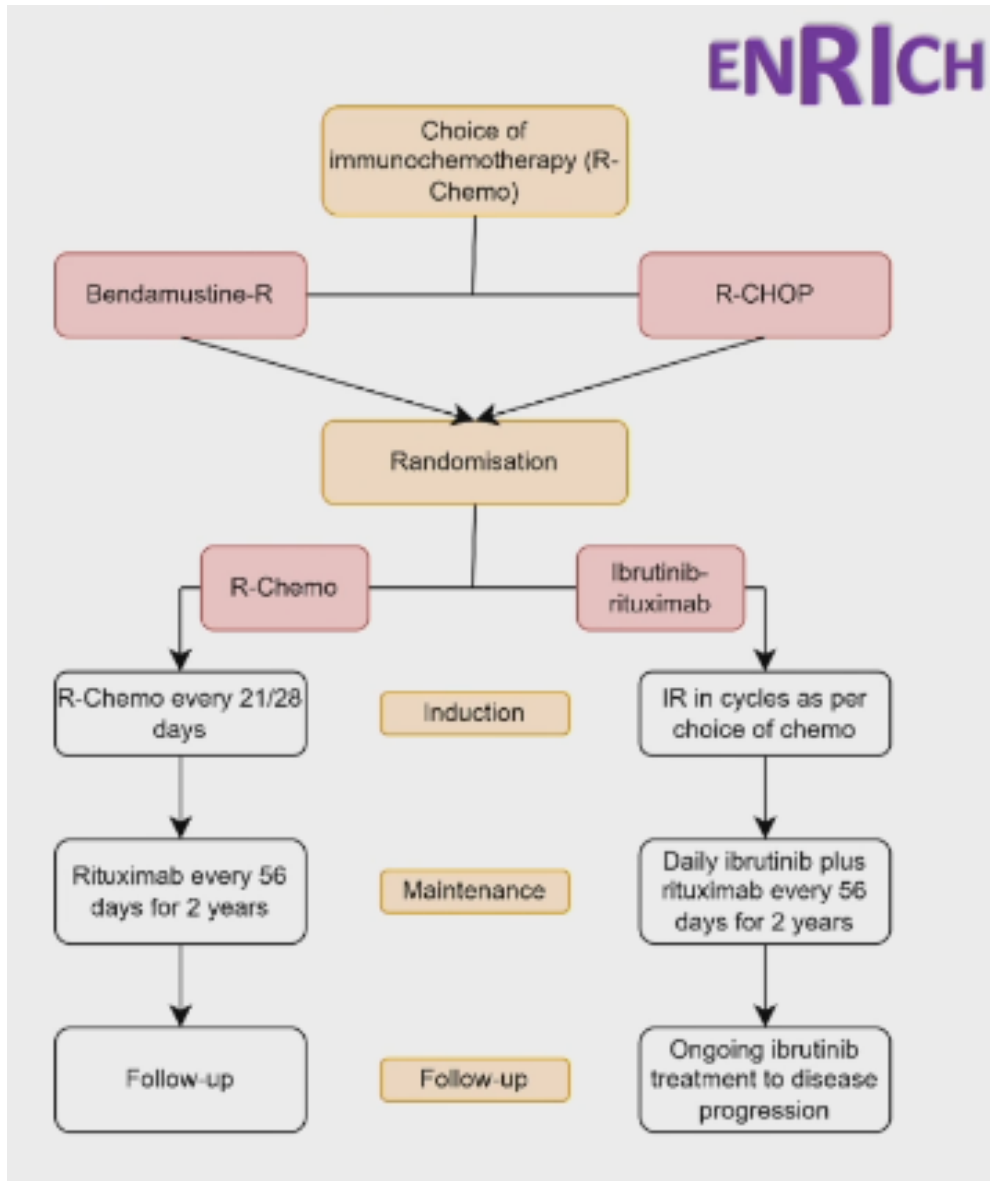 ENRICH
Choice of
immunochemotherapy (R-
Chemo)
Bendamustine-R
R-CHOP
Randomisation
R-Chemo
Ibrutinib-
rituximab
R-Chemo every 21/28
days
Induction
IR in cycles as per
choice of chemo
Rituximab every 56
days for 2 years
Maintenance
Daily ibrutinib plus
rituximab every 56
days for 2 years
Follow-up
Follow-up
Ongoing ibrutinib
treatment to disease
progression